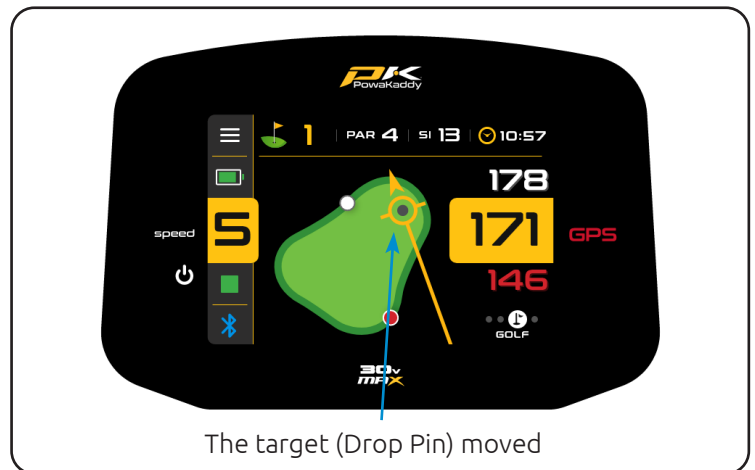 PK
PowaKaddy
1 PAR 4 SI 13 10:57
178
speed 5 171 GPS
146
GOLF
30v
max
The target (Drop Pin) moved